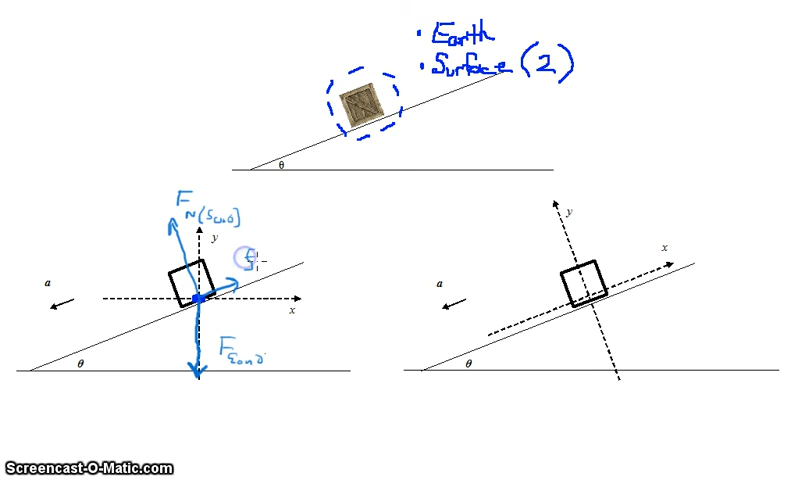 • Earth
• Surface (2)
θ
F N(S on O)
y
f
a
x
F E on O
θ
y
x
a
θ
Screencast-O-Matic.com